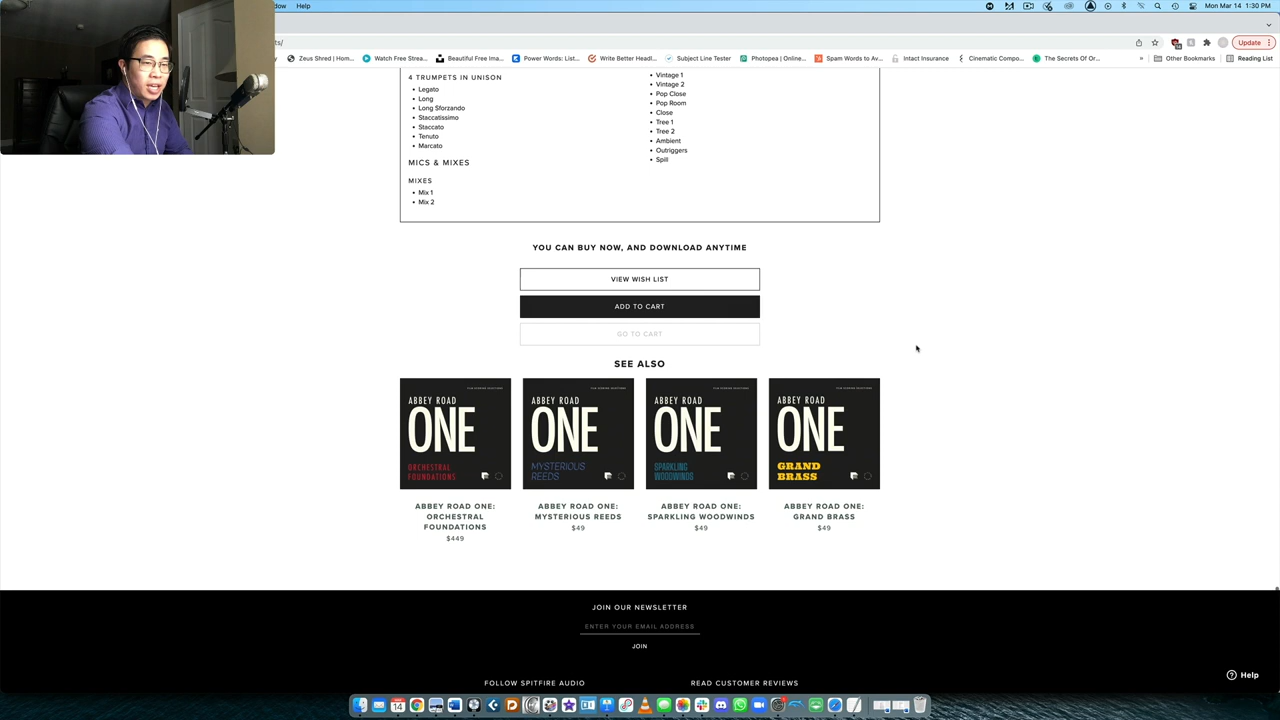 dow Help
Mon Mar 14 1:30 PM
ts/
Update
Zeus Shred | Hom...
Watch Free Strea...
Beautiful Free Ima...
Power Words: List...
Write Better Headl...
Subject Line Tester
Photopea | Online...
Spam Words to Av...
Intact Insurance
Cinematic Compo...
The Secrets Of Or...
»
Other Bookmarks
Reading List
4 TRUMPETS IN UNISON
• Legato
• Long
• Long Sforzando
• Staccatissimo
• Staccato
• Tenuto
• Marcato
MICS & MIXES
MIXES
• Mix 1
• Mix 2
• Vintage 1
• Vintage 2
• Pop Close
• Pop Room
• Close
• Tree 1
• Tree 2
• Ambient
• Outriggers
• Spill
YOU CAN BUY NOW, AND DOWNLOAD ANYTIME
VIEW WISH LIST
ADD TO CART
GO TO CART
SEE ALSO
ABBEY ROAD
ONE
ORCHESTRAL
FOUNDATIONS
ABBEY ROAD ONE:
ORCHESTRAL
FOUNDATIONS
$449
ABBEY ROAD
ONE
MYSTERIOUS
REEDS
ABBEY ROAD ONE:
MYSTERIOUS REEDS
$49
ABBEY ROAD
ONE
SPARKLING
WOODWINDS
ABBEY ROAD ONE:
SPARKLING WOODWINDS
$49
ABBEY ROAD
ONE
GRAND
BRASS
ABBEY ROAD ONE:
GRAND BRASS
$49
JOIN OUR NEWSLETTER
ENTER YOUR EMAIL ADDRESS
JOIN
FOLLOW SPITFIRE AUDIO
READ CUSTOMER REVIEWS
Help